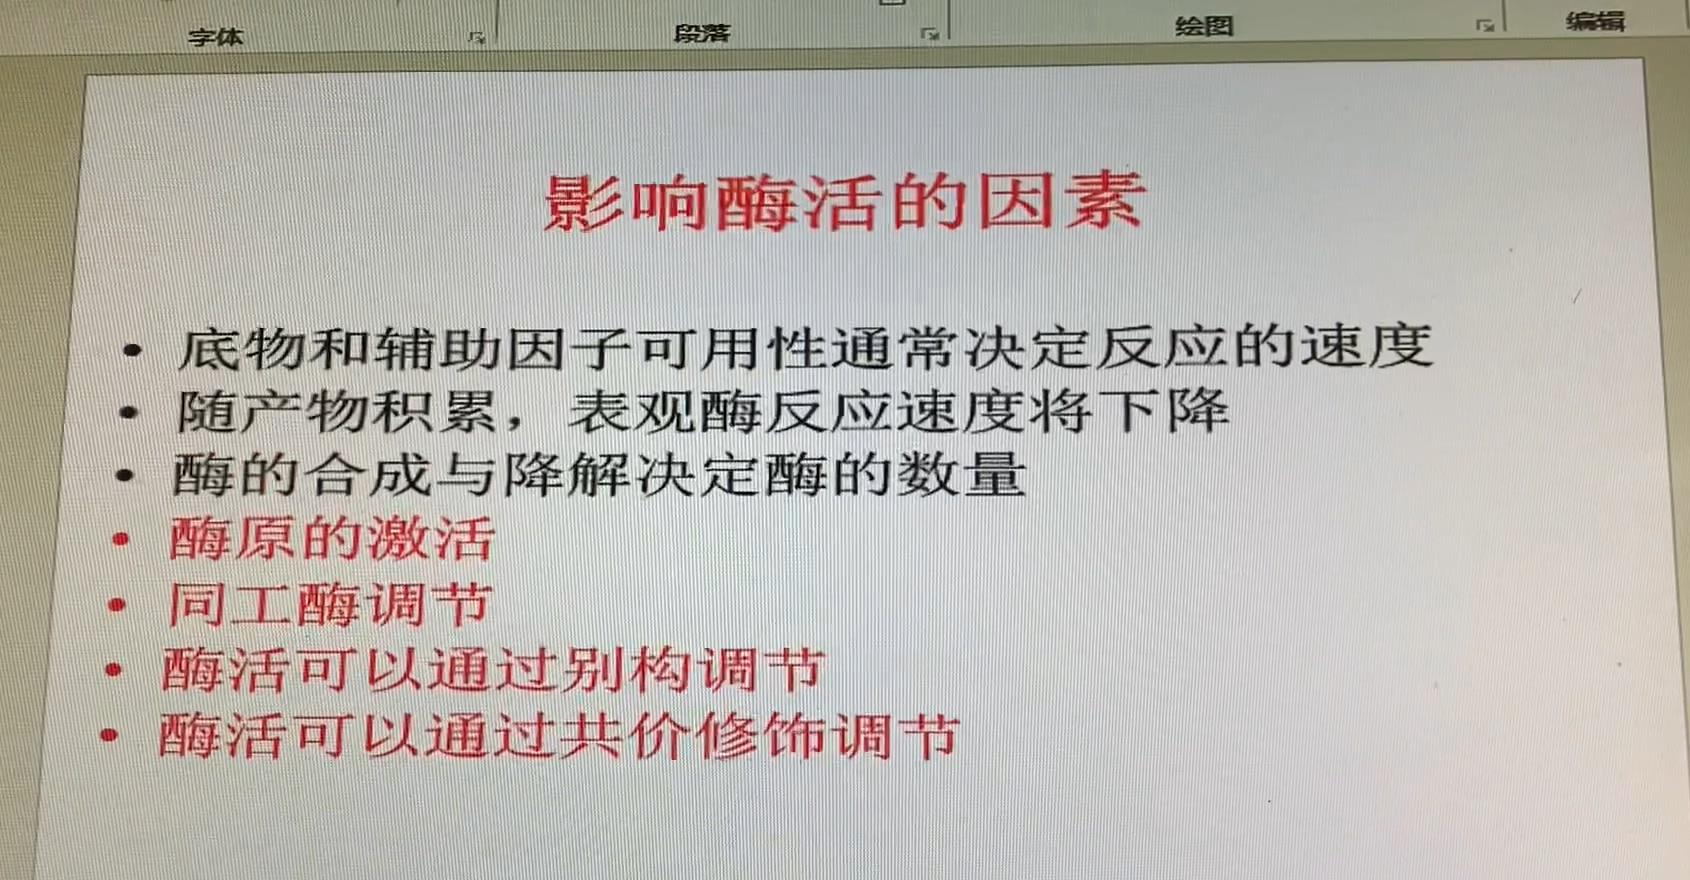 字体 段落 绘图 编辑
影响酶活的因素
• 底物和辅助因子可用性通常决定反应的速度
• 随产物积累，表观酶反应速度将下降
• 酶的合成与降解决定酶的数量
• 酶原的激活
• 同工酶调节
• 酶活可以通过别构调节
• 酶活可以通过共价修饰调节